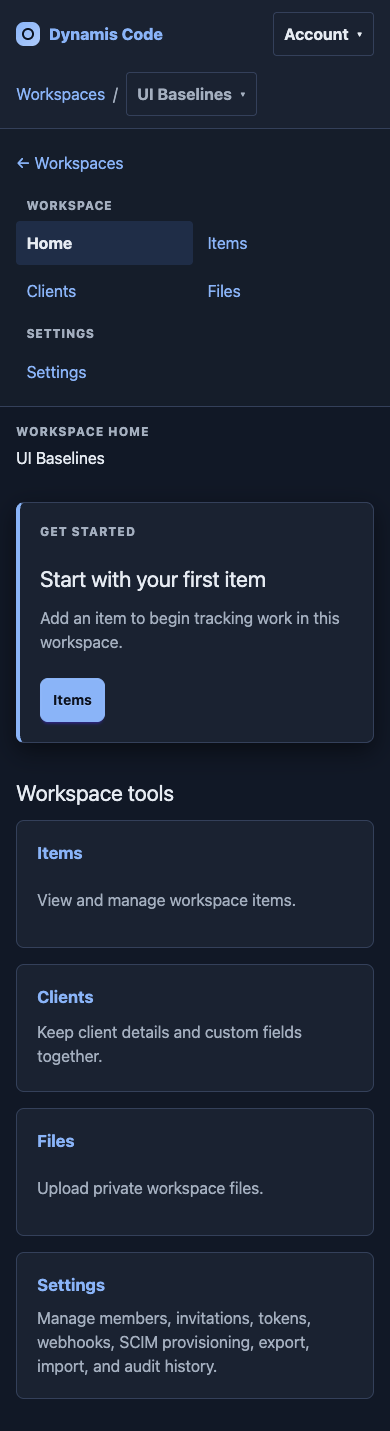 Dynamis Code
Account ▾
Workspaces / UI Baselines ▾
← Workspaces
WORKSPACE
Home
Items
Clients
Files
SETTINGS
Settings
WORKSPACE HOME
UI Baselines
GET STARTED
Start with your first item
Add an item to begin tracking work in this
workspace.
Items
Workspace tools
Items
View and manage workspace items.
Clients
Keep client details and custom fields
together.
Files
Upload private workspace files.
Settings
Manage members, invitations, tokens,
webhooks, SCIM provisioning, export,
import, and audit history.